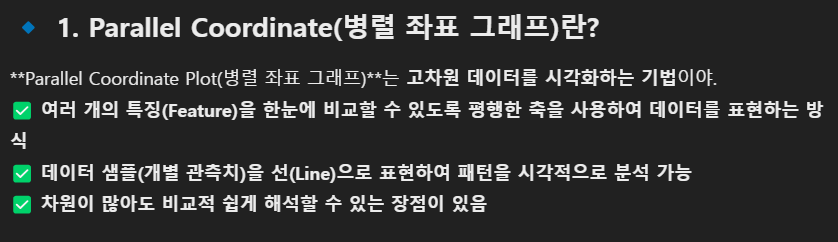 1. Parallel Coordinate(병렬 좌표 그래프)란?
**Parallel Coordinate Plot(병렬 좌표 그래프)**는 고차원 데이터를 시각화하는 기법이야.
✅ 여러 개의 특징(Feature)을 한눈에 비교할 수 있도록 평행한 축을 사용하여 데이터를 표현하는 방
식
✅ 데이터 샘플(개별 관측치)을 선(Line)으로 표현하여 패턴을 시각적으로 분석 가능
✅ 차원이 많아도 비교적 쉽게 해석할 수 있는 장점이 있음